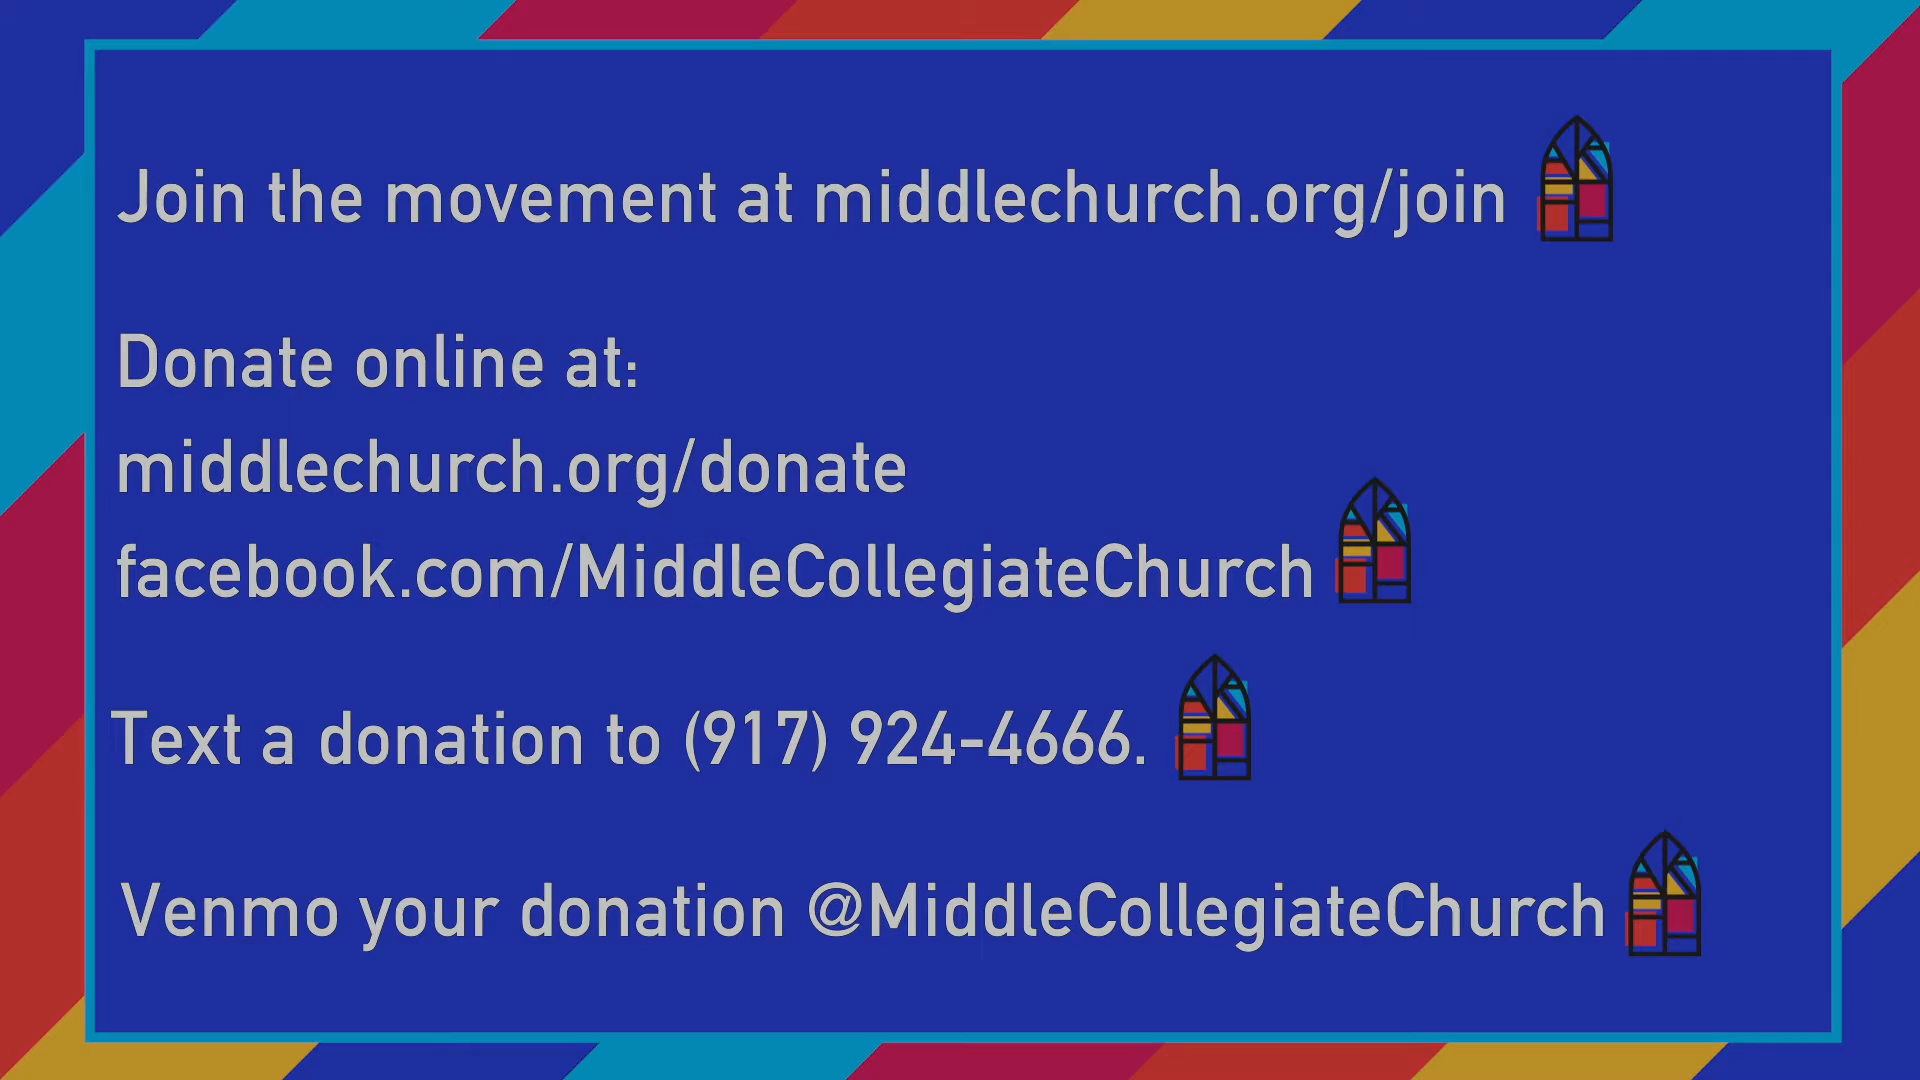 Join the movement at middlechurch.org/join
Donate online at:
middlechurch.org/donate
facebook.com/MiddleCollegiateChurch
Text a donation to (917) 924-4666.
Venmo your donation @MiddleCollegiateChurch